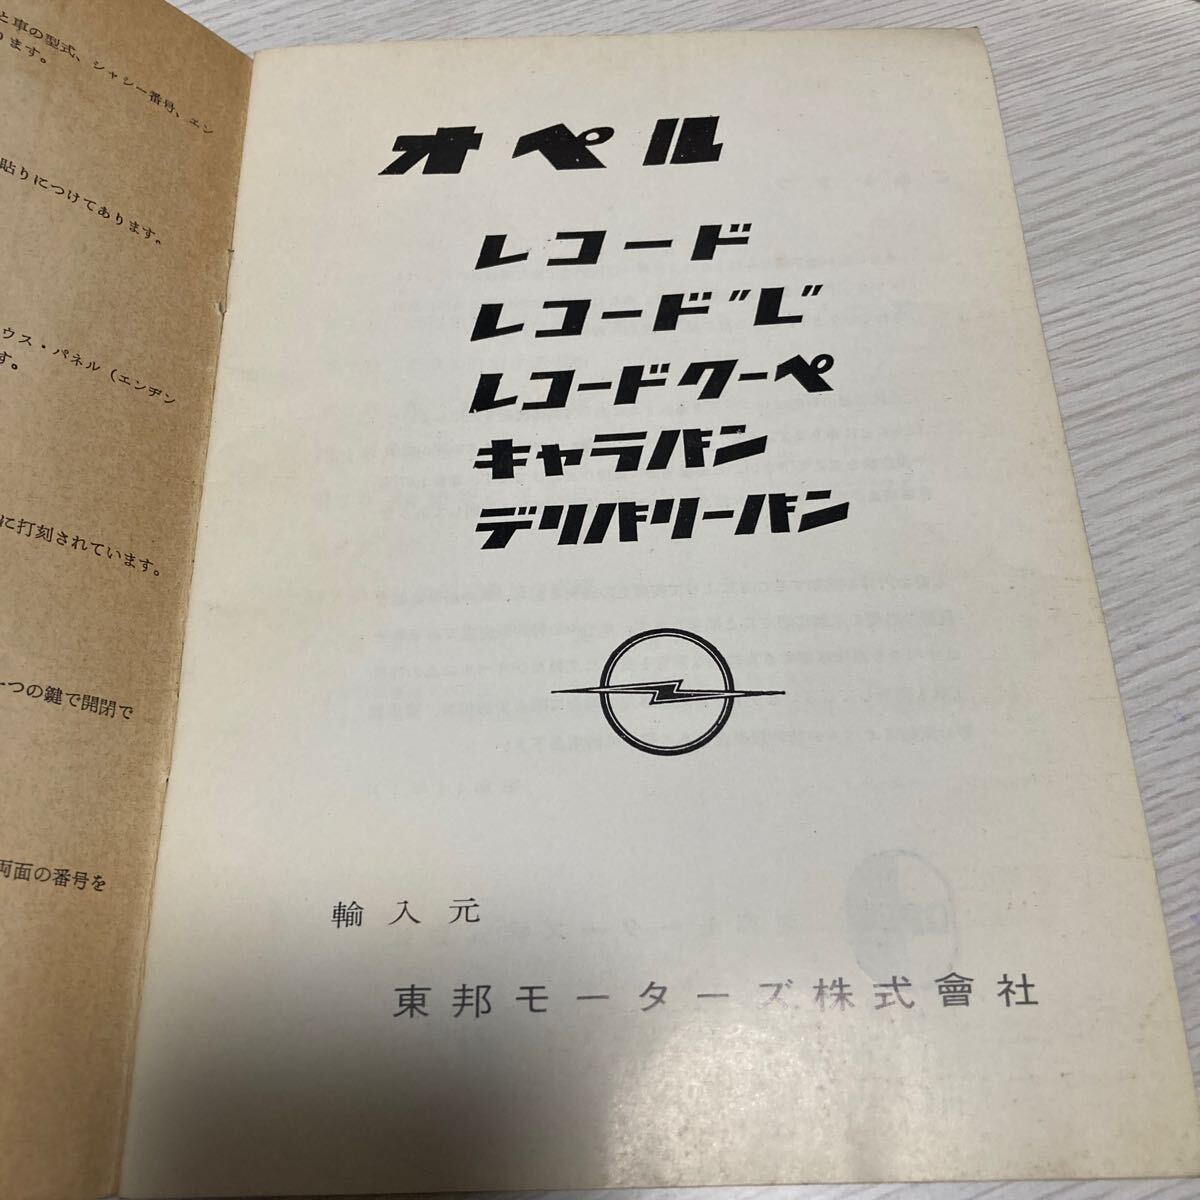 と車の型式、シャシー番号、エン
ります。
貼りにつけてあります。
ウス・パネル(エンヂン
す。
に打刻されています。
一つの鍵で開閉で
両面の番号を
オペル
レコード
レコード"L"
レコードクーペ
キャラバン
デリバリーバン
輸入元
東邦モーターズ株式會社